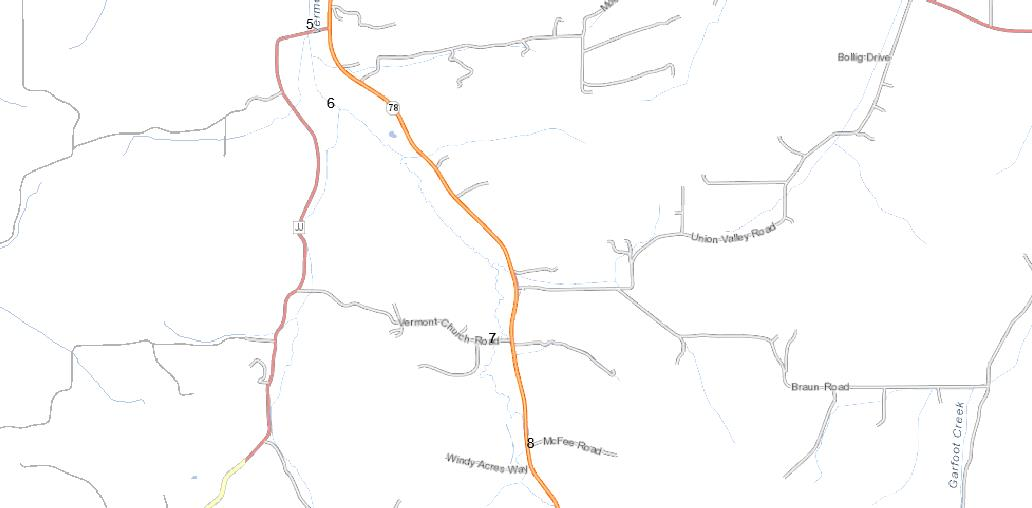 5
Bollig Drive
6
78
Union Valley Road
Vermont Church Road
7
Braun Road
8
McFee Road
Windy Acres Way
Garfoot Creek